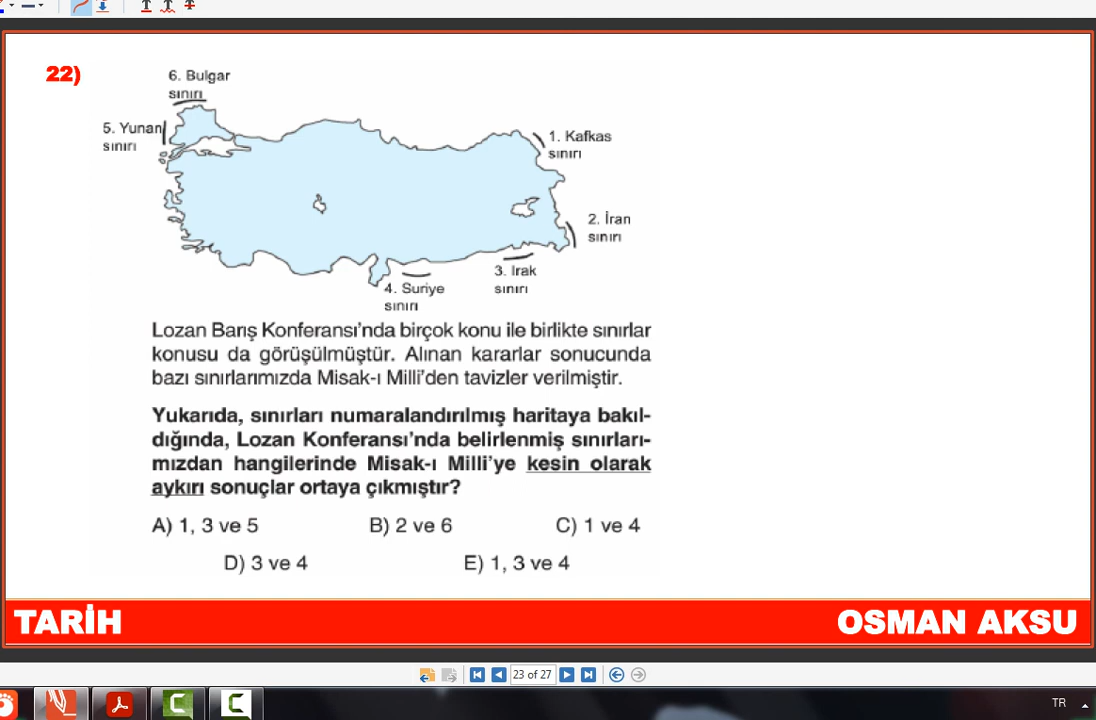 22)
6. Bulgar
sınırı
5. Yunan
sınırı
1. Kafkas
sınırı
2. İran
sınırı
3. Irak
sınırı
4. Suriye
sınırı
Lozan Barış Konferansı’nda birçok konu ile birlikte sınırlar
konusu da görüşülmüştür. Alınan kararlar sonucunda
bazı sınırlarımızda Misak-ı Milli’den tavizler verilmiştir.
Yukarıda, sınırları numaralandırılmış haritaya bakıl-
dığında, Lozan Konferansı’nda belirlenmiş sınırları-
mızdan hangilerinde Misak-ı Milli’ye kesin olarak
aykırı sonuçlar ortaya çıkmıştır?
A) 1, 3 ve 5 B) 2 ve 6 C) 1 ve 4
D) 3 ve 4 E) 1, 3 ve 4
TARİH OSMAN AKSU
23 of 27
TR